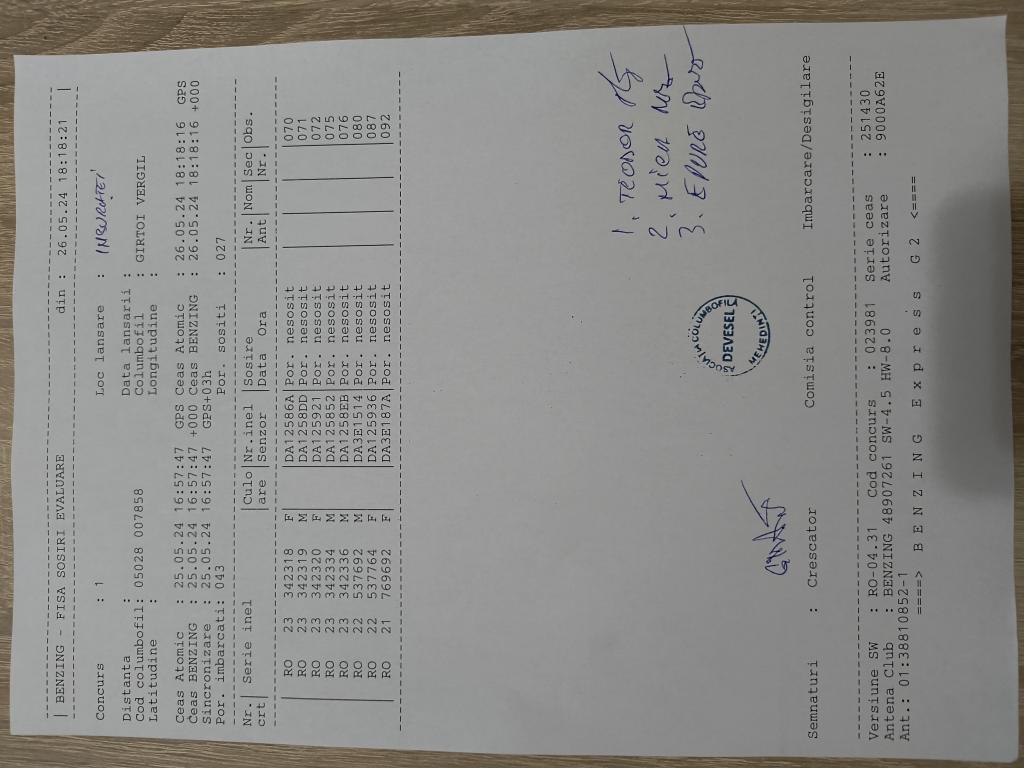 | BENZING - FISA SOSIRI EVALUARE din : 26.05.24 18:18:21 |
Concurs : 1 Loc lansare : INSURATEI
Distanta : Data lansarii :
Cod columbofil: 05028 007858 Columbofil : GIRTOI VERGIL
Latitudine : Longitudine :
Ceas Atomic : 25.05.24 16:57:47 GPS Ceas Atomic : 26.05.24 18:18:16 GPS
Ceas BENZING : 25.05.24 16:57:47 +000 Ceas BENZING : 26.05.24 18:18:16 +000
Sincronizare : 25.05.24 16:57:47 GPS+03h
Por. imbarcati: 043 Por. sositi : 027
Nr.| Serie inel |Culo|Nr.inel |Sosire |Nr.|Nom|Sec|Obs.
crt| |are |Senzor |Data Ora |Ant| |Nr.|
RO 23 342318 F |DA12586A|Por. nesosit |070
RO 23 342319 M |DA1258DD|Por. nesosit |071
RO 23 342320 F |DA125921|Por. nesosit |072
RO 23 342334 M |DA125852|Por. nesosit |075
RO 23 342336 M |DA1258EB|Por. nesosit |076
RO 22 537692 M |DA3E1514|Por. nesosit |080
RO 22 537764 F |DA125936|Por. nesosit |087
RO 21 769692 F |DA3E187A|Por. nesosit |092
1. TEODOR
2. MICU
3. EPURE
ASOCIATIA COLUMBOFILA
DEVESEL
MEHEDINTI
Semnaturi : Crescator Comisia control Imbarcare/Desigilare
Versiune SW : RO-04.31 Cod concurs : 023981 Serie ceas : 251430
Antena Club : BENZING 48907261 SW-4.5 HW-8.0 Autorizare : 9000A62E
Ant.: 01:38810852-1
====> B E N Z I N G E x p r e s s G 2 <====